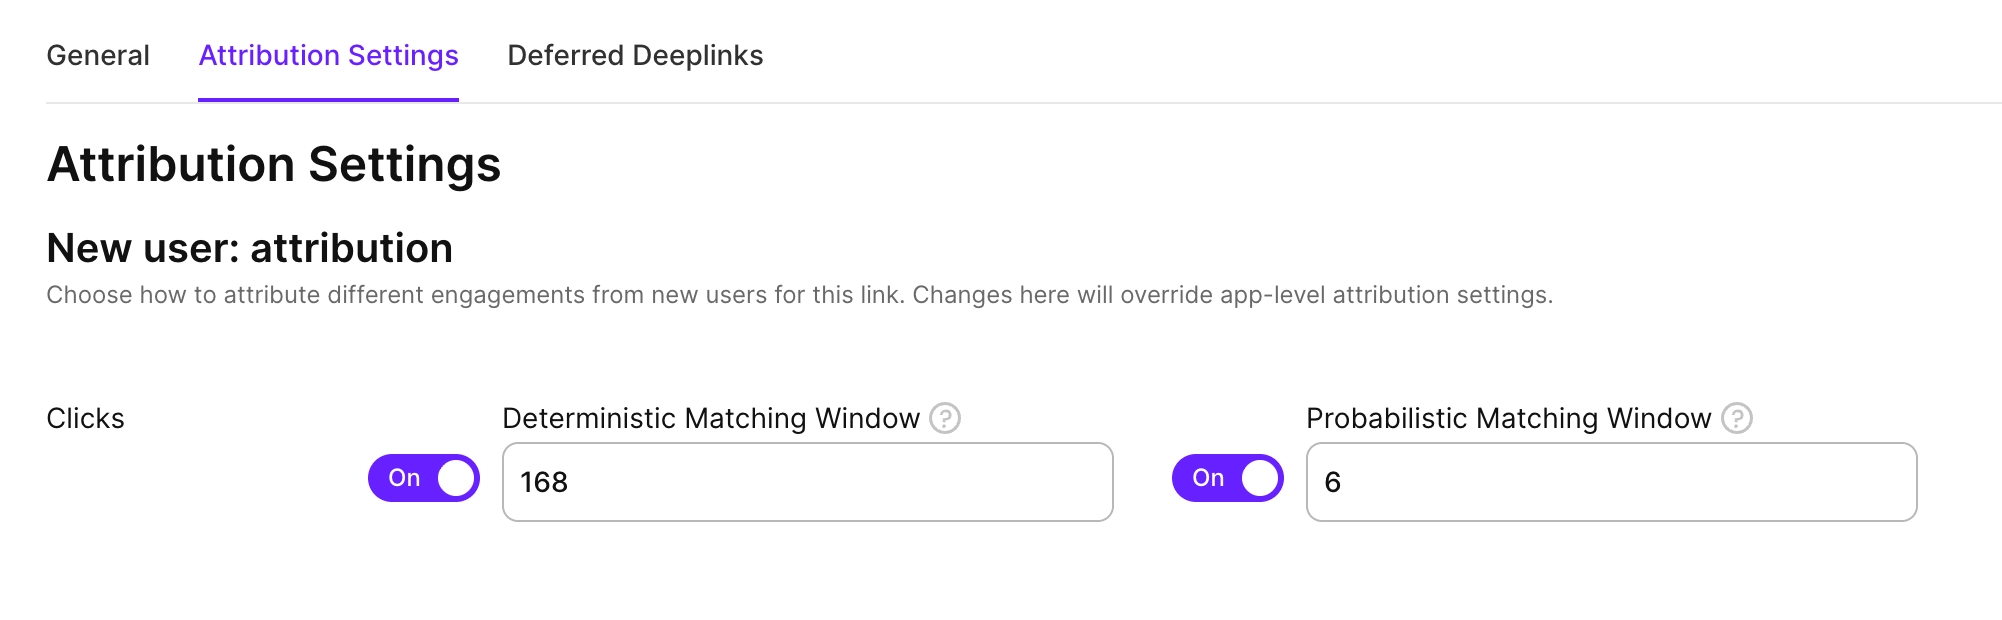 General Attribution Settings Deferred Deeplinks
Attribution Settings
New user: attribution
Choose how to attribute different engagements from new users for this link. Changes here will override app-level attribution settings.
Clicks Deterministic Matching Window ? Probabilistic Matching Window ?
On 168 On 6